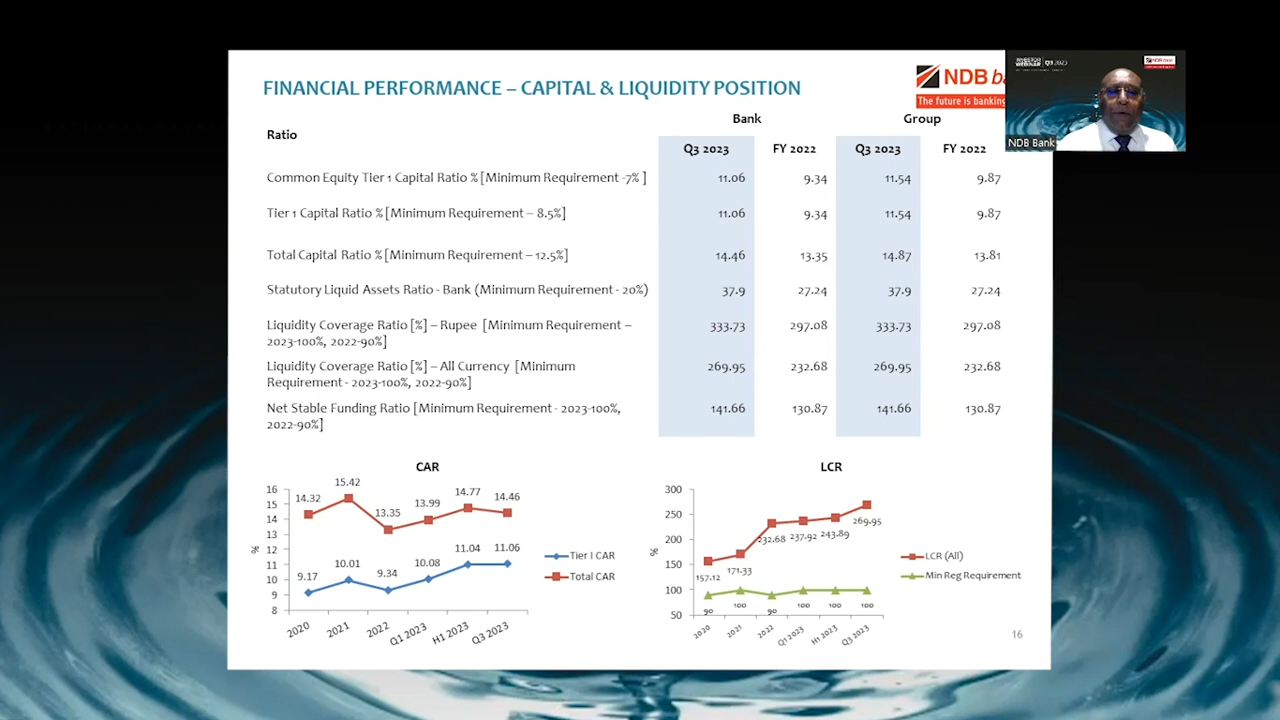 FINANCIAL PERFORMANCE – CAPITAL & LIQUIDITY POSITION
NDB
The future is banking
INVESTOR WEBINAR Q3 2023
NDB bank
NDB Bank
Bank Group
Ratio
Q3 2023 FY 2022 Q3 2023 FY 2022
Common Equity Tier 1 Capital Ratio % [Minimum Requirement -7% ] 11.06 9.34 11.54 9.87
Tier 1 Capital Ratio % [Minimum Requirement – 8.5%] 11.06 9.34 11.54 9.87
Total Capital Ratio % [Minimum Requirement – 12.5%] 14.46 13.35 14.87 13.81
Statutory Liquid Assets Ratio - Bank (Minimum Requirement - 20%) 37.9 27.24 37.9 27.24
Liquidity Coverage Ratio [%] – Rupee [Minimum Requirement – 333.73 297.08 333.73 297.08
2023-100%, 2022-90%]
Liquidity Coverage Ratio [%] – All Currency [Minimum 269.95 232.68 269.95 232.68
Requirement - 2023-100%, 2022-90%]
Net Stable Funding Ratio [Minimum Requirement - 2023-100%, 141.66 130.87 141.66 130.87
2022-90%]
CAR
16
15
14
13
12
11
10
9
8
%
14.32 15.42 13.35 13.99 14.77 14.46
9.17 10.01 9.34 10.08 11.04 11.06
2020 2021 2022 Q1 2023 H1 2023 Q3 2023
Tier I CAR
Total CAR
LCR
300
250
200
150
100
50
%
157.12 171.33 232.68 237.92 243.89 269.95
90 100 90 100 100 100
2020 2021 2022 Q1 2023 H1 2023 Q3 2023
LCR (All)
Min Reg Requirement
16